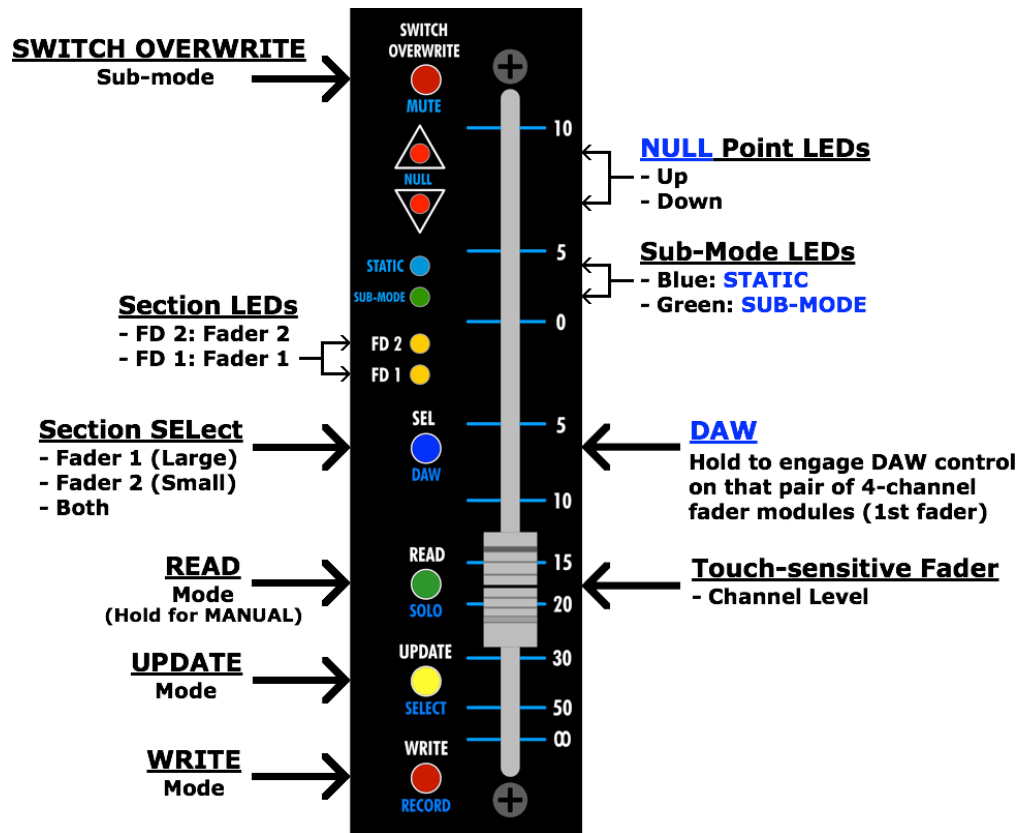 SWITCH OVERWRITE
Sub-mode
Section LEDs
- FD 2: Fader 2
- FD 1: Fader 1
Section SELect
- Fader 1 (Large)
- Fader 2 (Small)
- Both
READ
Mode
(Hold for MANUAL)
UPDATE
Mode
WRITE
Mode
SWITCH
OVERWRITE
MUTE
NULL
STATIC
SUB-MODE
FD 2
FD 1
SEL
DAW
READ
SOLO
UPDATE
SELECT
WRITE
RECORD
10
5
0
5
10
15
20
30
50
∞
NULL Point LEDs
- Up
- Down
Sub-Mode LEDs
- Blue: STATIC
- Green: SUB-MODE
DAW
Hold to engage DAW control
on that pair of 4-channel
fader modules (1st fader)
Touch-sensitive Fader
- Channel Level